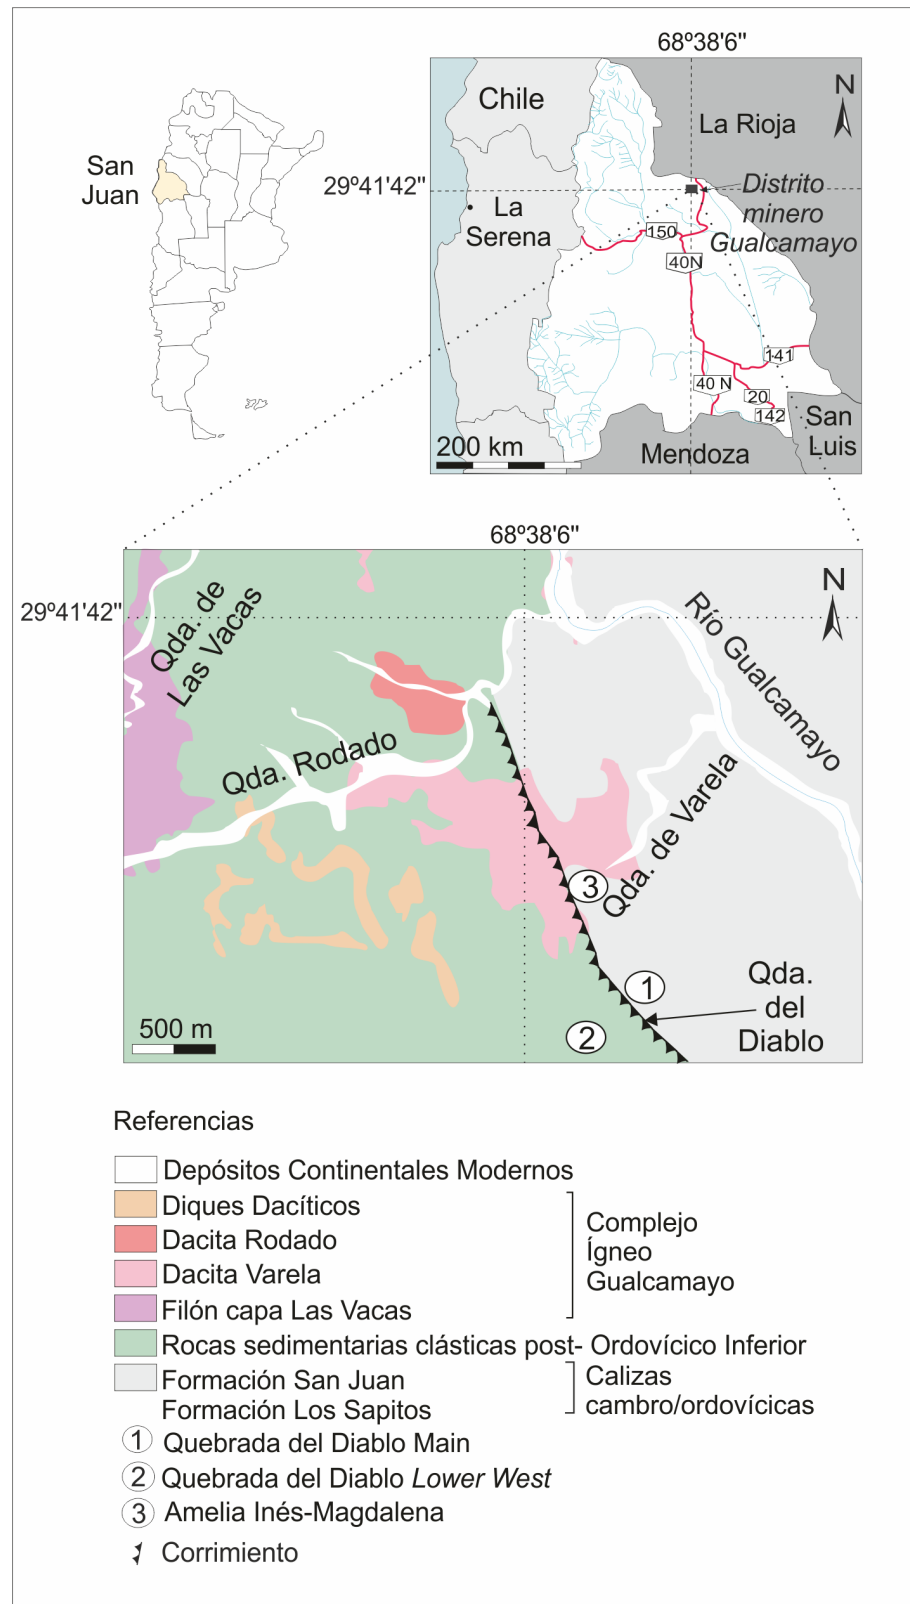 68º38'6"
San
Juan
Chile
La Rioja
N
29º41'42"
La
Serena
Distrito
minero
Gualcamayo
150
40N
141
40 N
20
142
San
Luis
Mendoza
200 km
68º38'6"
29º41'42"
N
Qda. de
Las Vacas
Río Gualcamayo
Qda. Rodado
Qda. de Varela
3
1
2
Qda.
del
Diablo
500 m
Referencias
Depósitos Continentales Modernos
Diques Dacíticos
Dacita Rodado
Dacita Varela
Filón capa Las Vacas
Complejo
Ígneo
Gualcamayo
Rocas sedimentarias clásticas post- Ordovícico Inferior
Formación San Juan
Formación Los Sapitos
Calizas
cambro/ordovícicas
1 Quebrada del Diablo Main
2 Quebrada del Diablo Lower West
3 Amelia Inés-Magdalena
Corrimiento